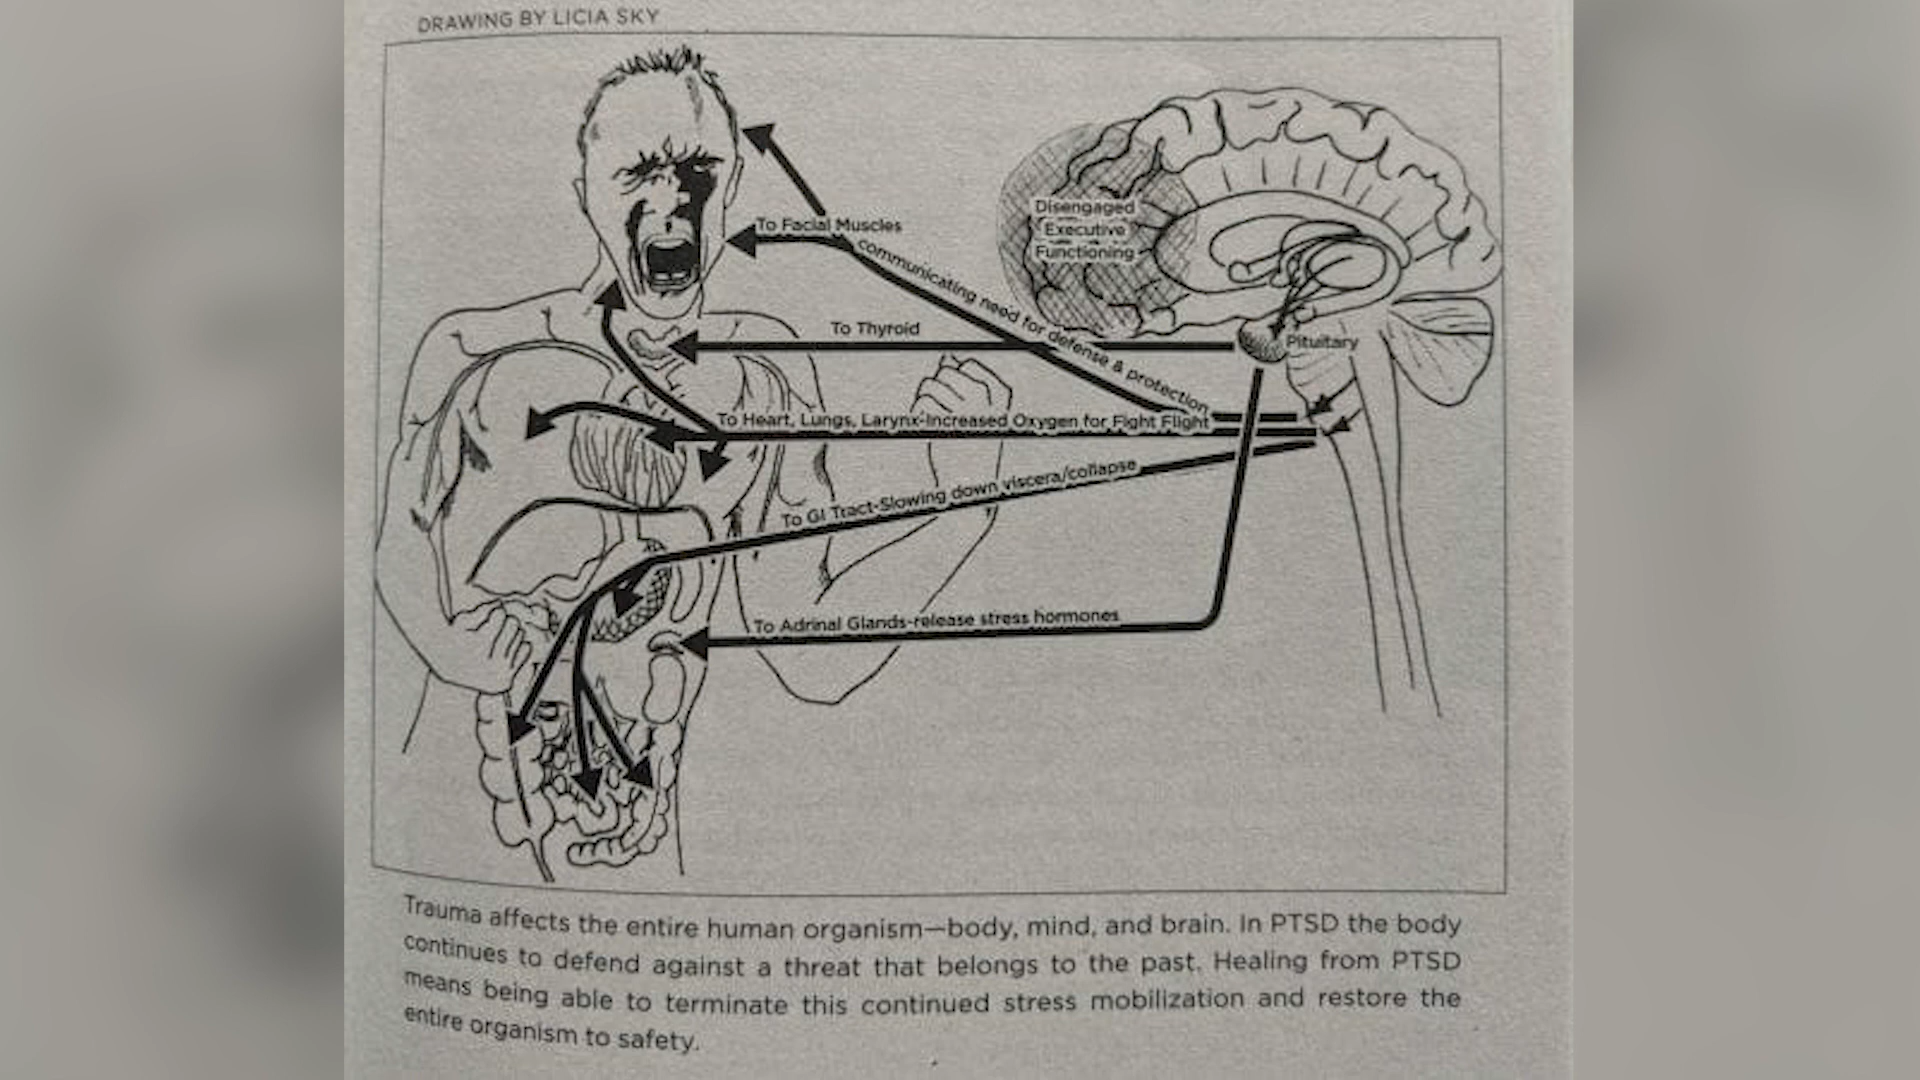 DRAWING BY LICIA SKY
To Facial Muscles
communicating need for defense & protection
Disengaged
Executive
Functioning
To Thyroid
Pituitary
To Heart, Lungs, Larynx-Increased Oxygen for Fight Flight
To GI Tract-Slowing down viscera/collapse
To Adrinal Glands-release stress hormones
Trauma affects the entire human organism—body, mind, and brain. In PTSD the body
continues to defend against a threat that belongs to the past. Healing from PTSD
means being able to terminate this continued stress mobilization and restore the
entire organism to safety.